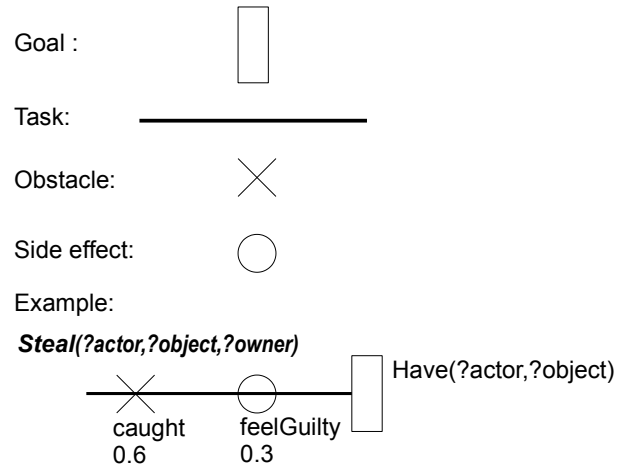 Goal :
Task:
Obstacle:
Side effect:
Example:
Steal(?actor,?object,?owner)
Have(?actor,?object)
caught feelGuilty
0.6 0.3